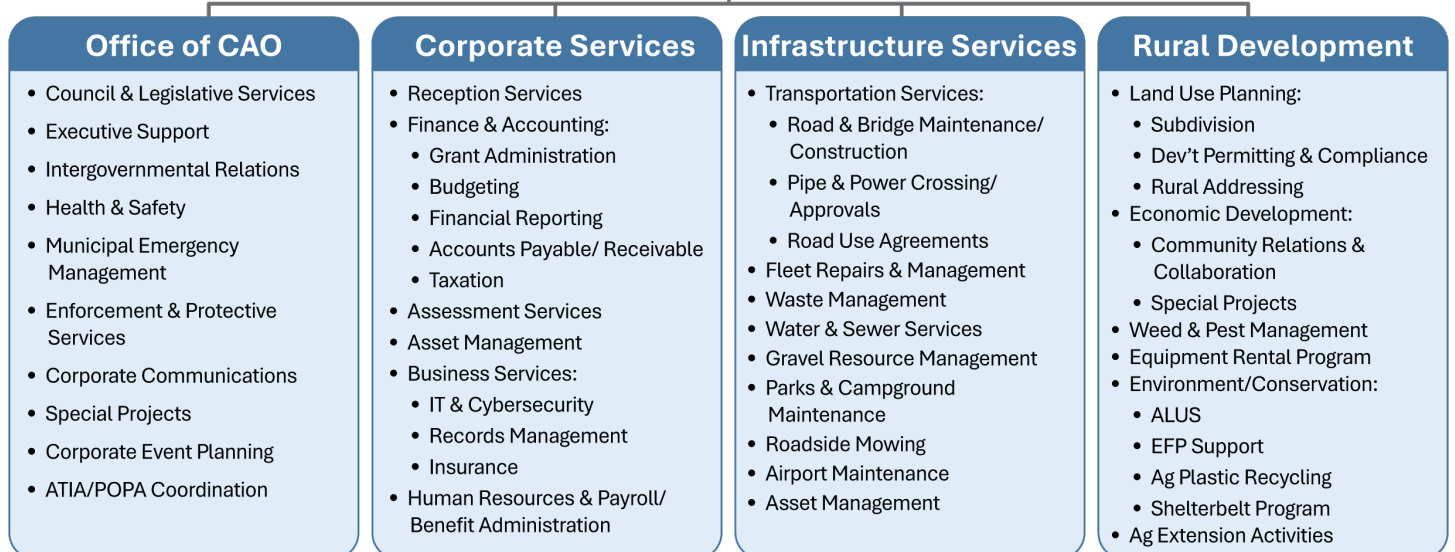 Office of CAO
• Council & Legislative Services
• Executive Support
• Intergovernmental Relations
• Health & Safety
• Municipal Emergency
Management
• Enforcement & Protective
Services
• Corporate Communications
• Special Projects
• Corporate Event Planning
• ATIA/POPA Coordination
Corporate Services
• Reception Services
• Finance & Accounting:
• Grant Administration
• Budgeting
• Financial Reporting
• Accounts Payable/ Receivable
• Taxation
• Assessment Services
• Asset Management
• Business Services:
• IT & Cybersecurity
• Records Management
• Insurance
• Human Resources & Payroll/
Benefit Administration
Infrastructure Services
• Transportation Services:
• Road & Bridge Maintenance/
Construction
• Pipe & Power Crossing/
Approvals
• Road Use Agreements
• Fleet Repairs & Management
• Waste Management
• Water & Sewer Services
• Gravel Resource Management
• Parks & Campground
Maintenance
• Roadside Mowing
• Airport Maintenance
• Asset Management
Rural Development
• Land Use Planning:
• Subdivision
• Dev’t Permitting & Compliance
• Rural Addressing
• Economic Development:
• Community Relations &
Collaboration
• Special Projects
• Weed & Pest Management
• Equipment Rental Program
• Environment/Conservation:
• ALUS
• EFP Support
• Ag Plastic Recycling
• Shelterbelt Program
• Ag Extension Activities